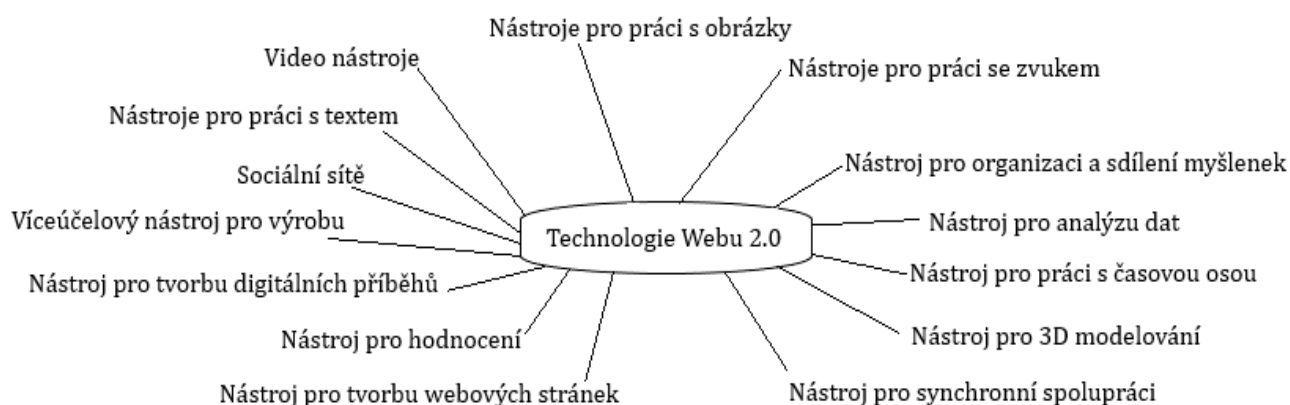 Nástroje pro práci s obrázky
Video nástroje
Nástroje pro práci se zvukem
Nástroje pro práci s textem
Nástroj pro organizaci a sdílení myšlenek
Sociální sítě
Víceúčelový nástroj pro výrobu
Nástroj pro analýzu dat
Technologie Webu 2.0
Nástroj pro práci s časovou osou
Nástroj pro tvorbu digitálních příběhů
Nástroj pro 3D modelování
Nástroj pro hodnocení
Nástroj pro tvorbu webových stránek
Nástroj pro synchronní spolupráci